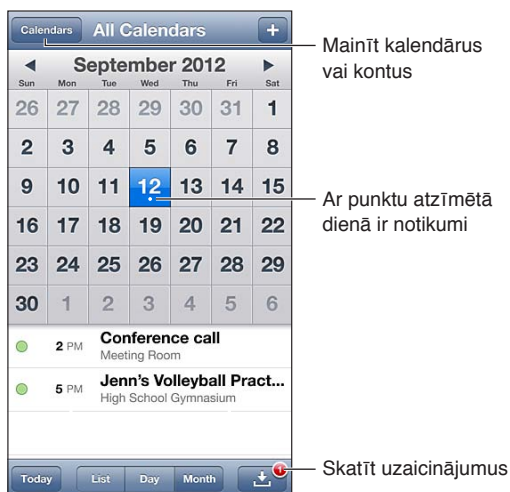 Calendars All Calendars +
September 2012
Sun Mon Tue Wed Thu Fri Sat
26 27 28 29 30 31 1
2 3 4 5 6 7 8
9 10 11 12 13 14 15
16 17 18 19 20 21 22
23 24 25 26 27 28 29
30 1 2 3 4 5 6
2 PM Conference call
Meeting Room
5 PM Jenn's Volleyball Pract...
High School Gymnasium
Today List Day Month 1
Mainīt kalendārus
vai kontus
Ar punktu atzīmētā
dienā ir notikumi
Skatīt uzaicinājumus